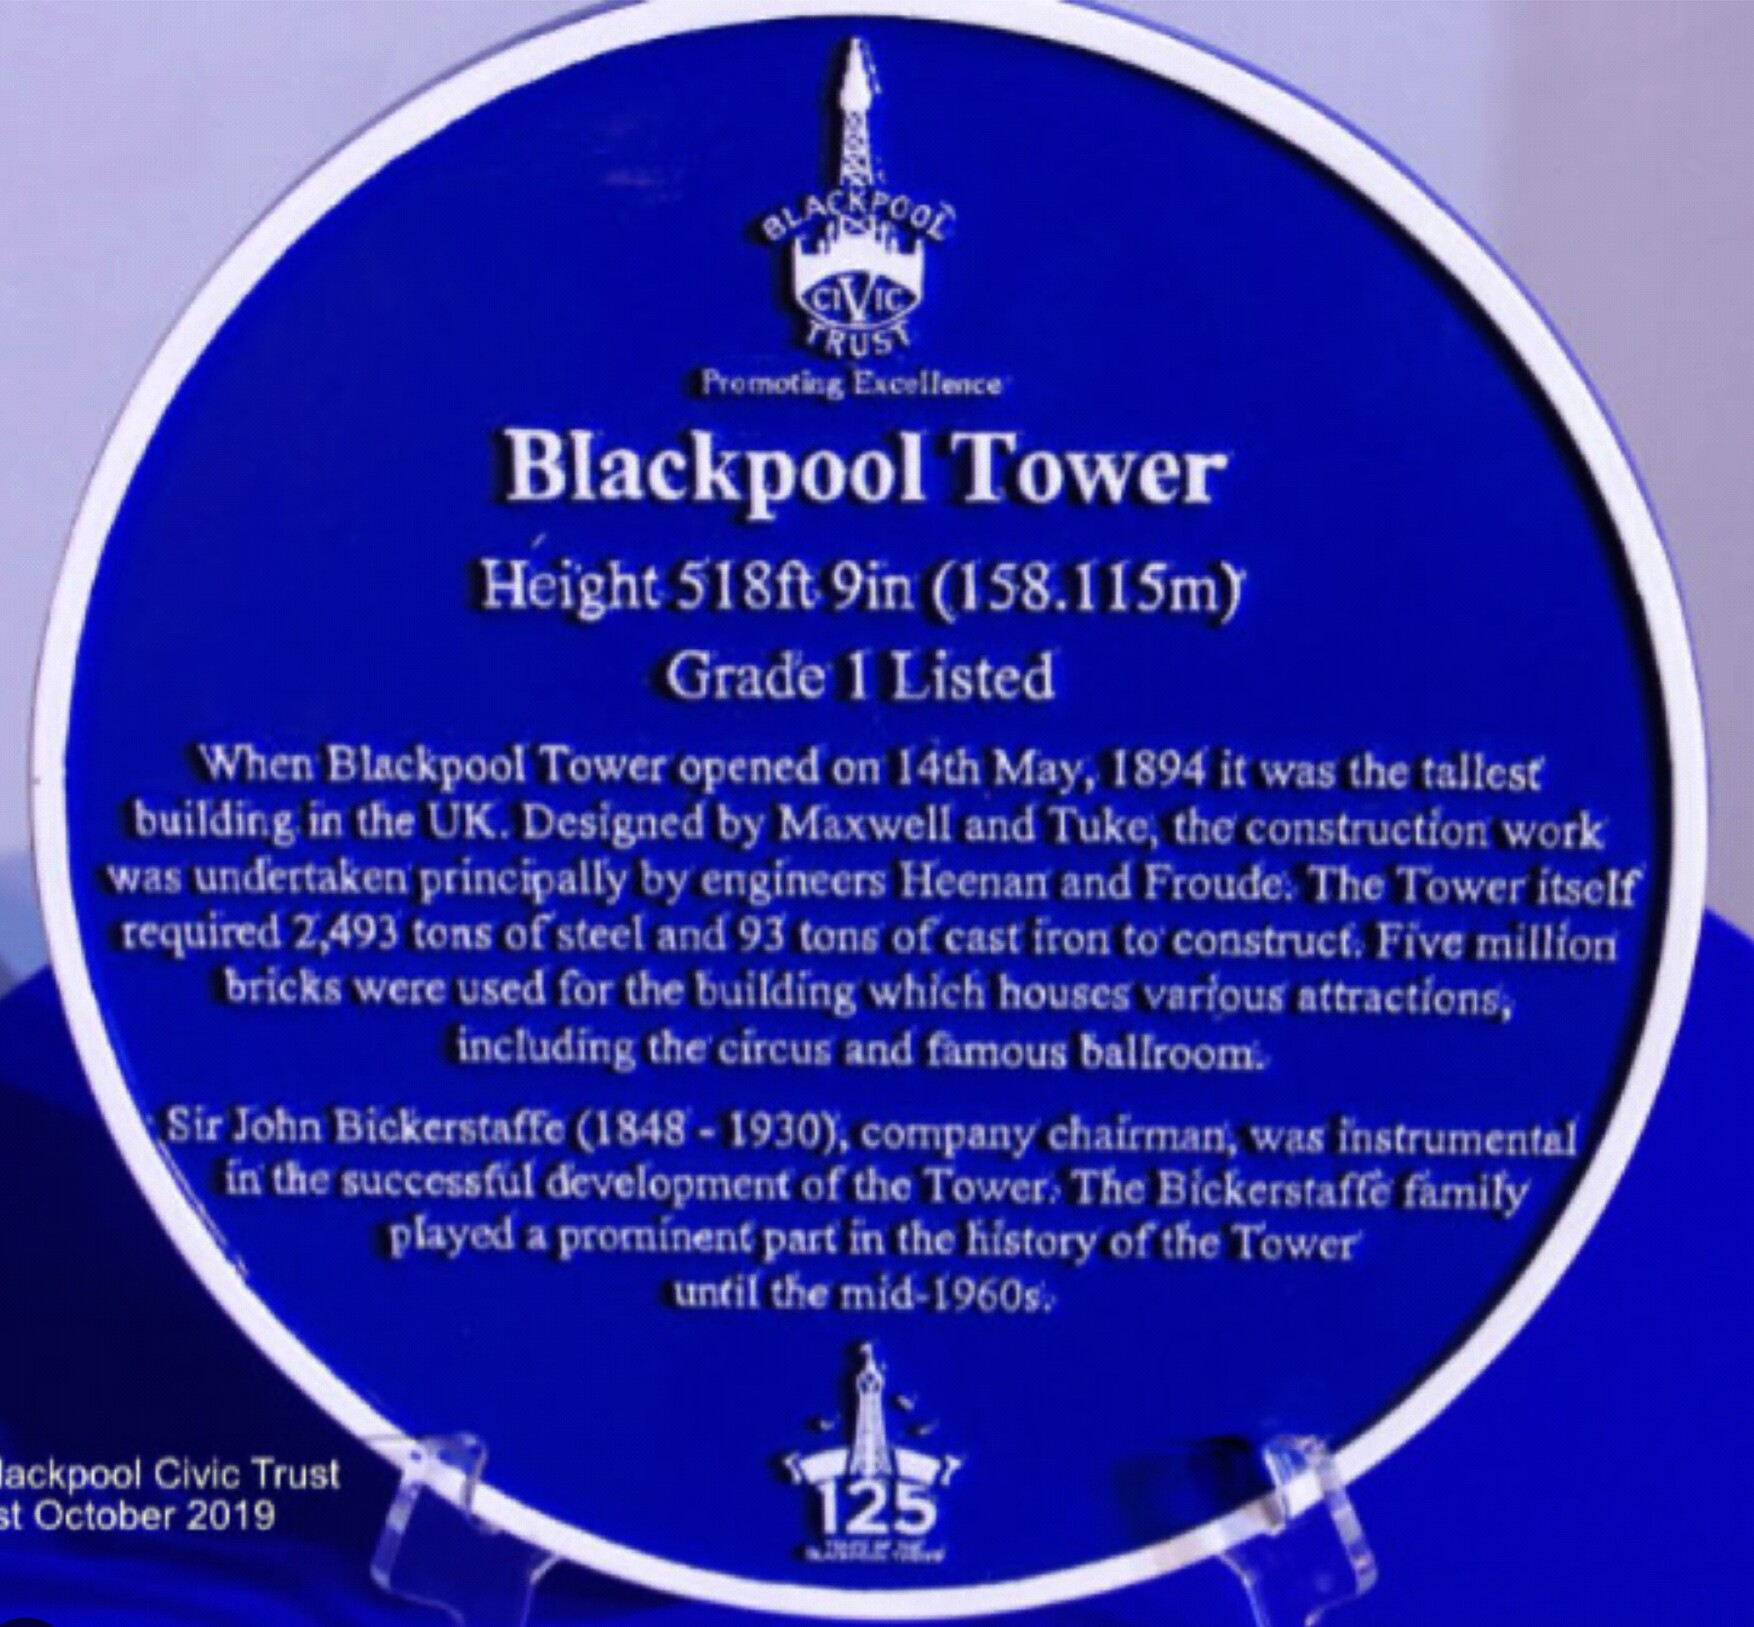 BLACKPOOL
CIVIC
TRUST
Promoting Excellence
Blackpool Tower
Height 518ft 9in (158.115m)
Grade 1 Listed
When Blackpool Tower opened on 14th May, 1894 it was the tallest
building in the UK. Designed by Maxwell and Tuke, the construction work
was undertaken principally by engineers Heenan and Froude. The Tower itself
required 2,493 tons of steel and 93 tons of cast iron to construct. Five million
bricks were used for the building which houses various attractions,
including the circus and famous ballroom.
Sir John Bickerstaffe (1848 - 1930), company chairman, was instrumental
in the successful development of the Tower. The Bickerstaffe family
played a prominent part in the history of the Tower
until the mid-1960s.
125
lackpool Civic Trust
st October 2019